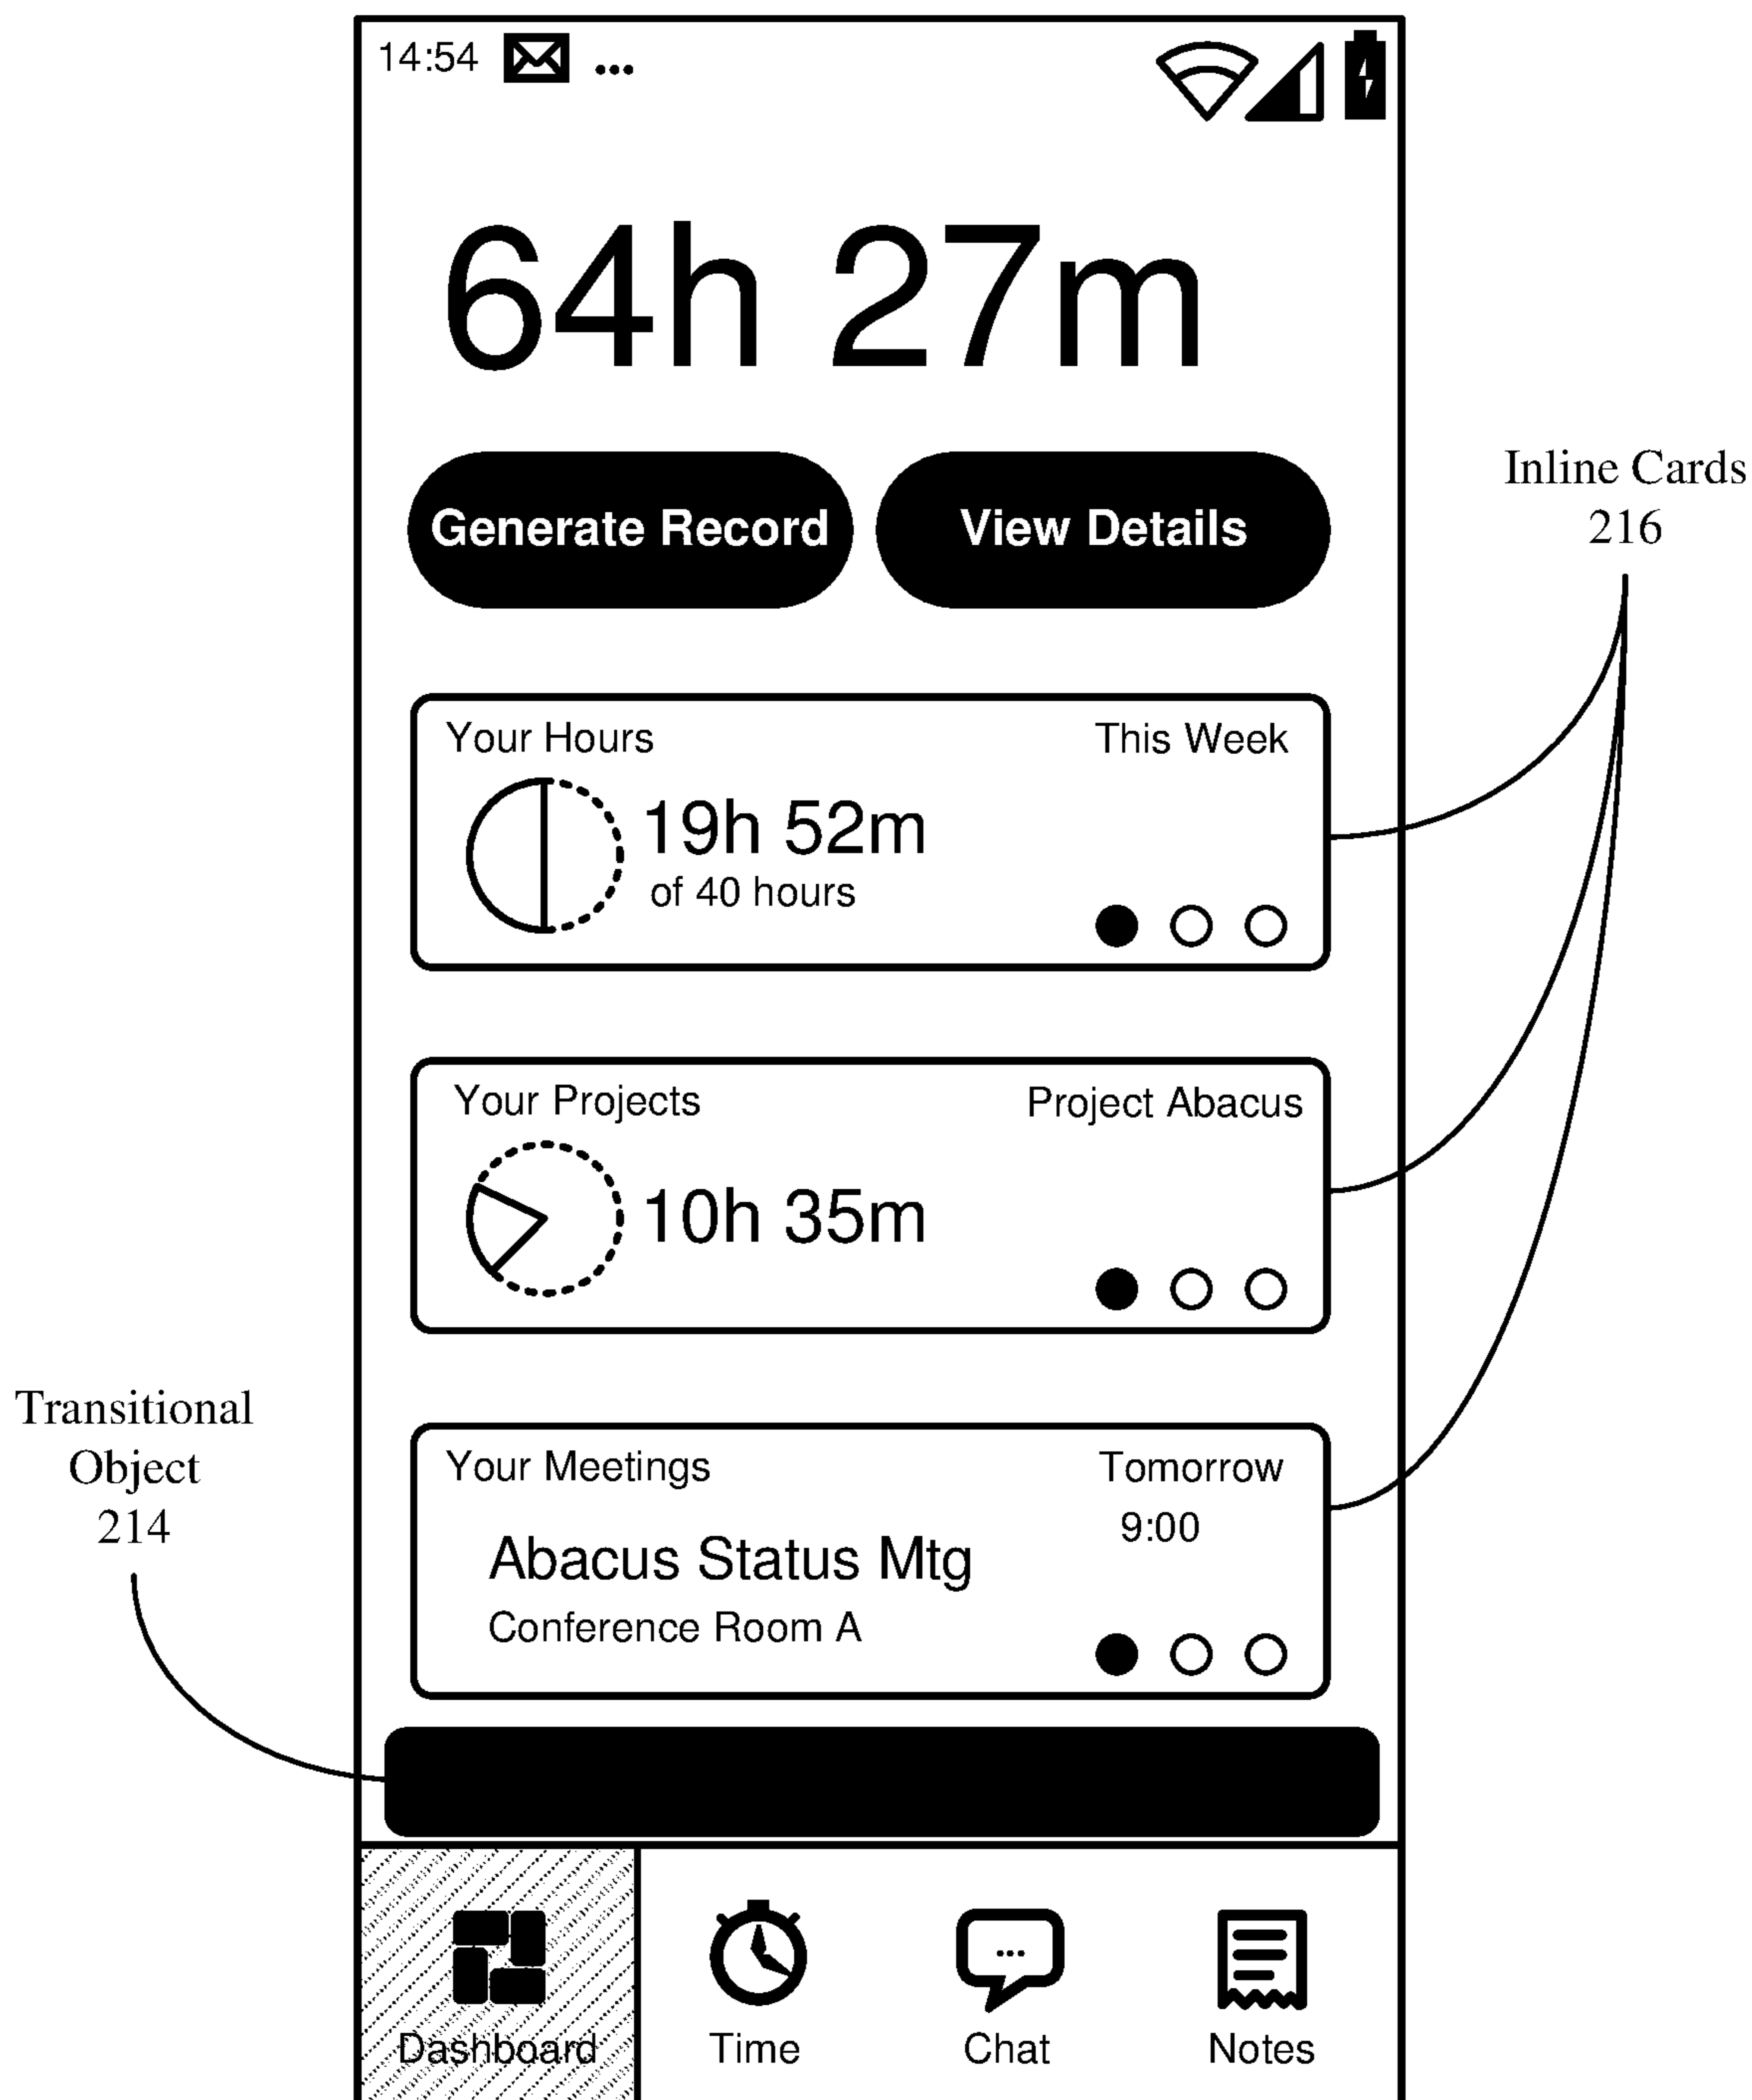 14:54
64h 27m
Generate Record
View Details
Inline Cards
216
Your Hours
This Week
19h 52m
of 40 hours
Your Projects
Project Abacus
10h 35m
Transitional
Object
214
Your Meetings
Tomorrow
9:00
Abacus Status Mtg
Conference Room A
Dashboard
Time
Chat
Notes